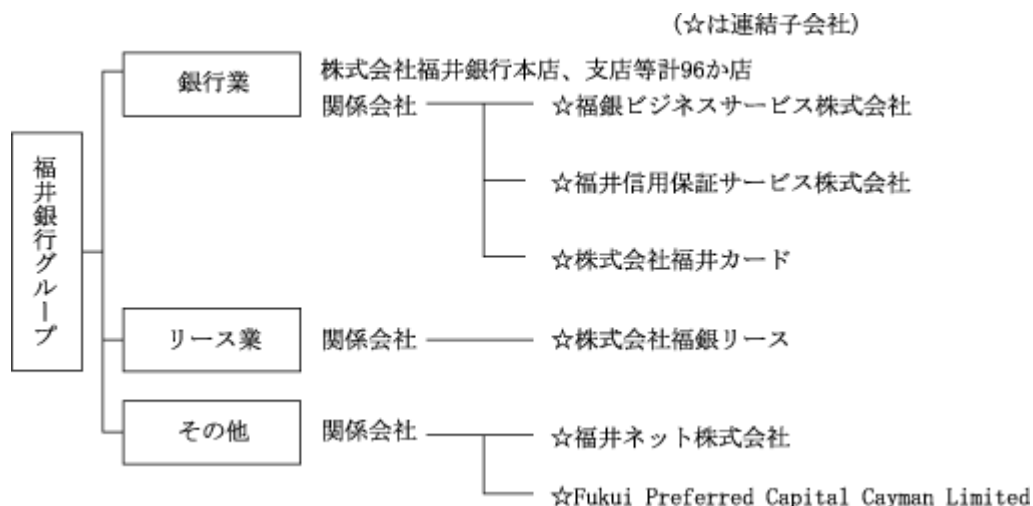 (☆は連結子会社)
福井銀行グループ
銀行業
株式会社福井銀行本店、支店等計96か店
関係会社
☆福銀ビジネスサービス株式会社
☆福井信用保証サービス株式会社
☆株式会社福井カード
リース業
関係会社
☆株式会社福銀リース
その他
関係会社
☆福井ネット株式会社
☆Fukui Preferred Capital Cayman Limited